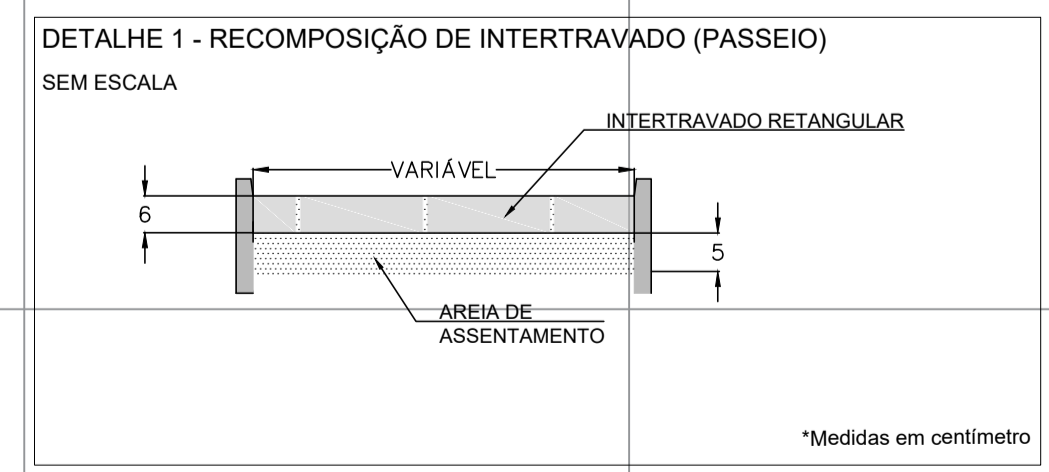 DETALHE 1 - RECOMPOSIÇÃO DE INTERTRAVADO (PASSEIO)
SEM ESCALA
INTERTRAVADO RETANGULAR
VARIÁVEL
6
5
AREIA DE
ASSENTAMENTO
*Medidas em centímetro